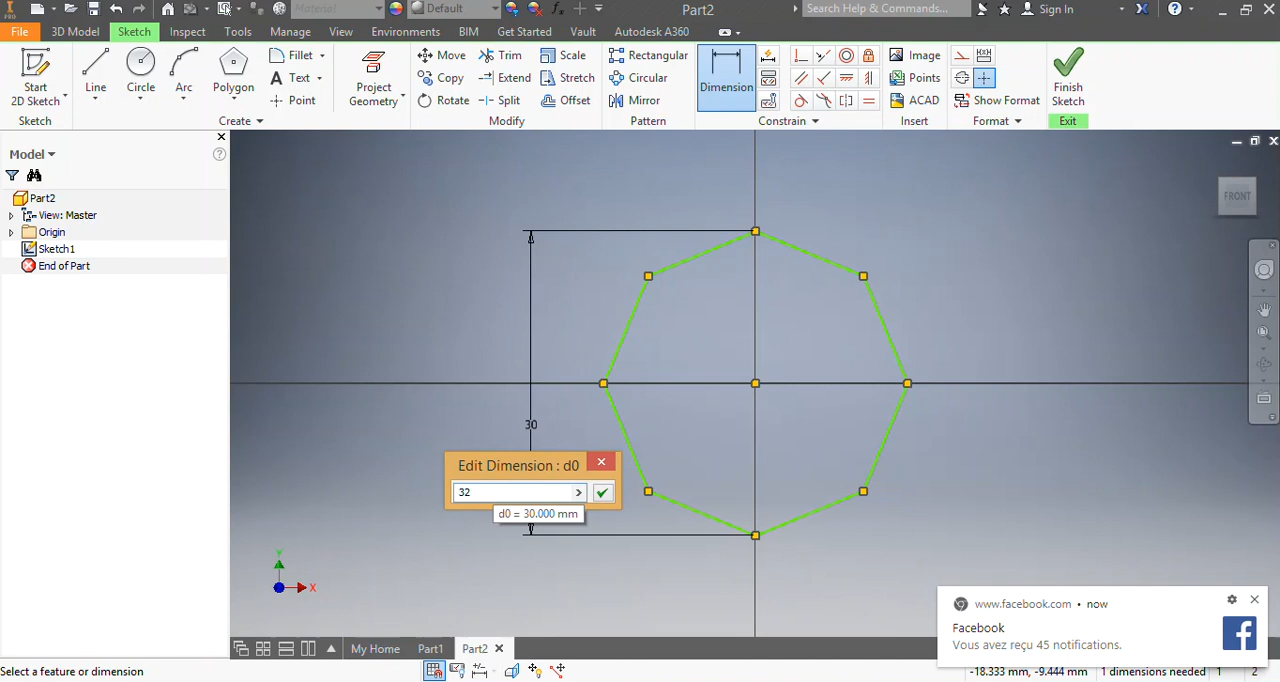 PRO
Material
Default
Part2
Search Help & Commands...
Sign In
File
3D Model
Sketch
Inspect
Tools
Manage
View
Environments
BIM
Get Started
Vault
Autodesk A360
Start
2D Sketch
Sketch
Line
Circle
Arc
Polygon
Fillet
Text
Point
Create
Project
Geometry
Move
Copy
Rotate
Trim
Extend
Split
Scale
Stretch
Offset
Modify
Rectangular
Circular
Mirror
Pattern
Dimension
Constrain
Image
Points
ACAD
Insert
Show Format
Format
Finish
Sketch
Exit
Model
Part2
View: Master
Origin
Sketch1
End of Part
FRONT
30
Edit Dimension : d0
32
d0 = 30.000 mm
Y
X
www.facebook.com • now
Facebook
Vous avez reçu 45 notifications.
My Home
Part1
Part2
Select a feature or dimension
-18.333 mm, -9.444 mm
1 dimensions needed
1
2